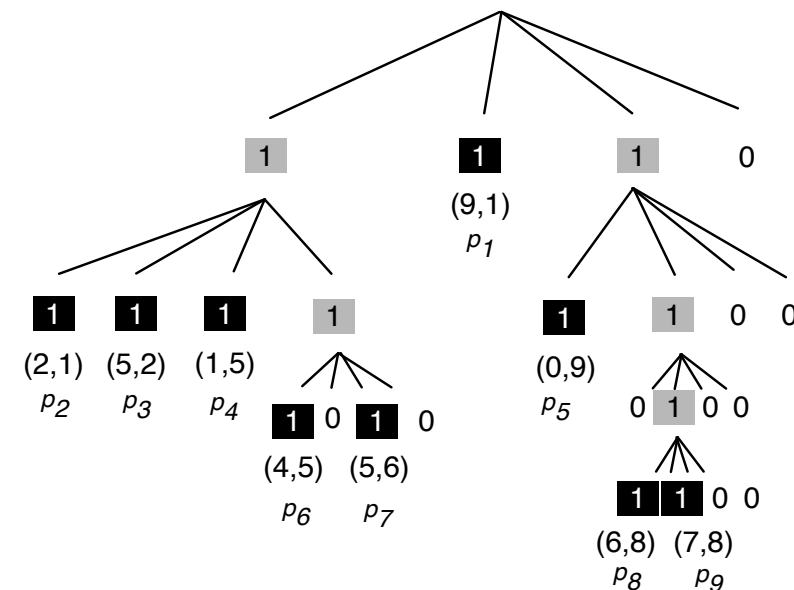 1 1 1 0
(9,1)
p1
1 1 1 1 1 1 0 0
(2,1) (5,2) (1,5) (0,9)
p2 p3 p4 p5
0 1 0 0
1 0 1 0
(4,5) (5,6)
p6 p7
1 1 0 0
(6,8) (7,8)
p8 p9